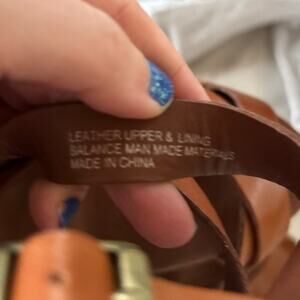 LEATHER UPPER & LINING
BALANCE MAN MADE MATERIALS
MADE IN CHINA